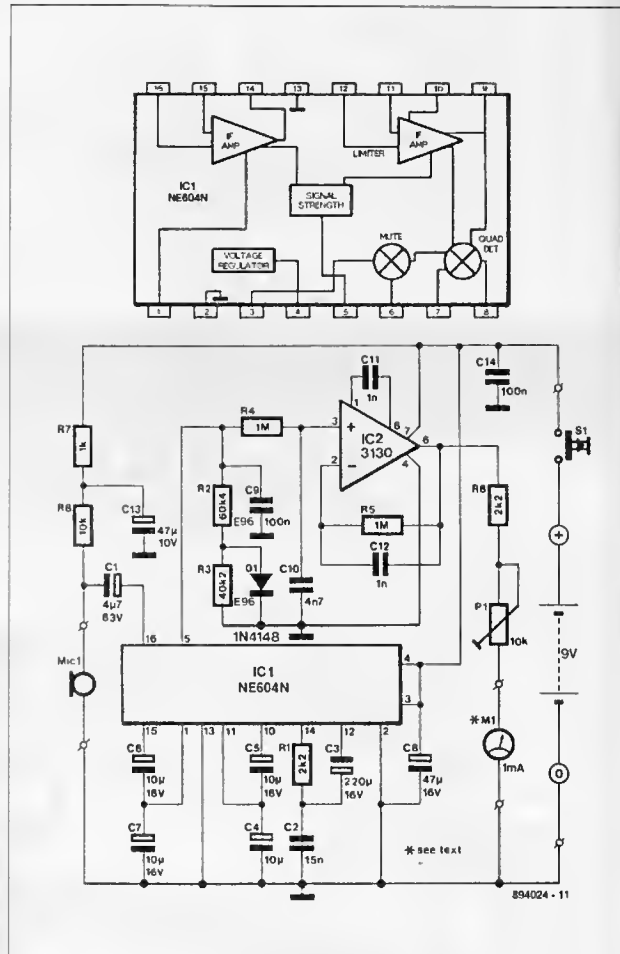 16 15 14 13 12 11 10 9
IF
AMP
LIMITER
IF
AMP
IC1
NE604N
SIGNAL
STRENGTH
MUTE
QUAD
DET
VOLTAGE
REGULATOR
1 2 3 4 5 6 7 8
C11
1n
C14
100n
R7
1k
R4
1M
IC2
3130
3
2
1
8
7
6
4
S1
R8
10k
C13
47µ
10V
R2
60k4
E96
C9
100n
R5
1M
R6
2k2
C12
1n
C1
4µ7
63V
R3
40k2
E96
D1
C10
4n7
P1
10k
9V
1N4148
16 5
Mic1
IC1
NE604N
4
3
*M1
1mA
15 1 13 11 10 14 12 2
C6
10µ
16V
C5
10µ
16V
R1
2k2
C3
220µ
16V
C8
47µ
16V
C7
10µ
16V
C4
10µ
C2
15n
* see text
0
894024 - 11